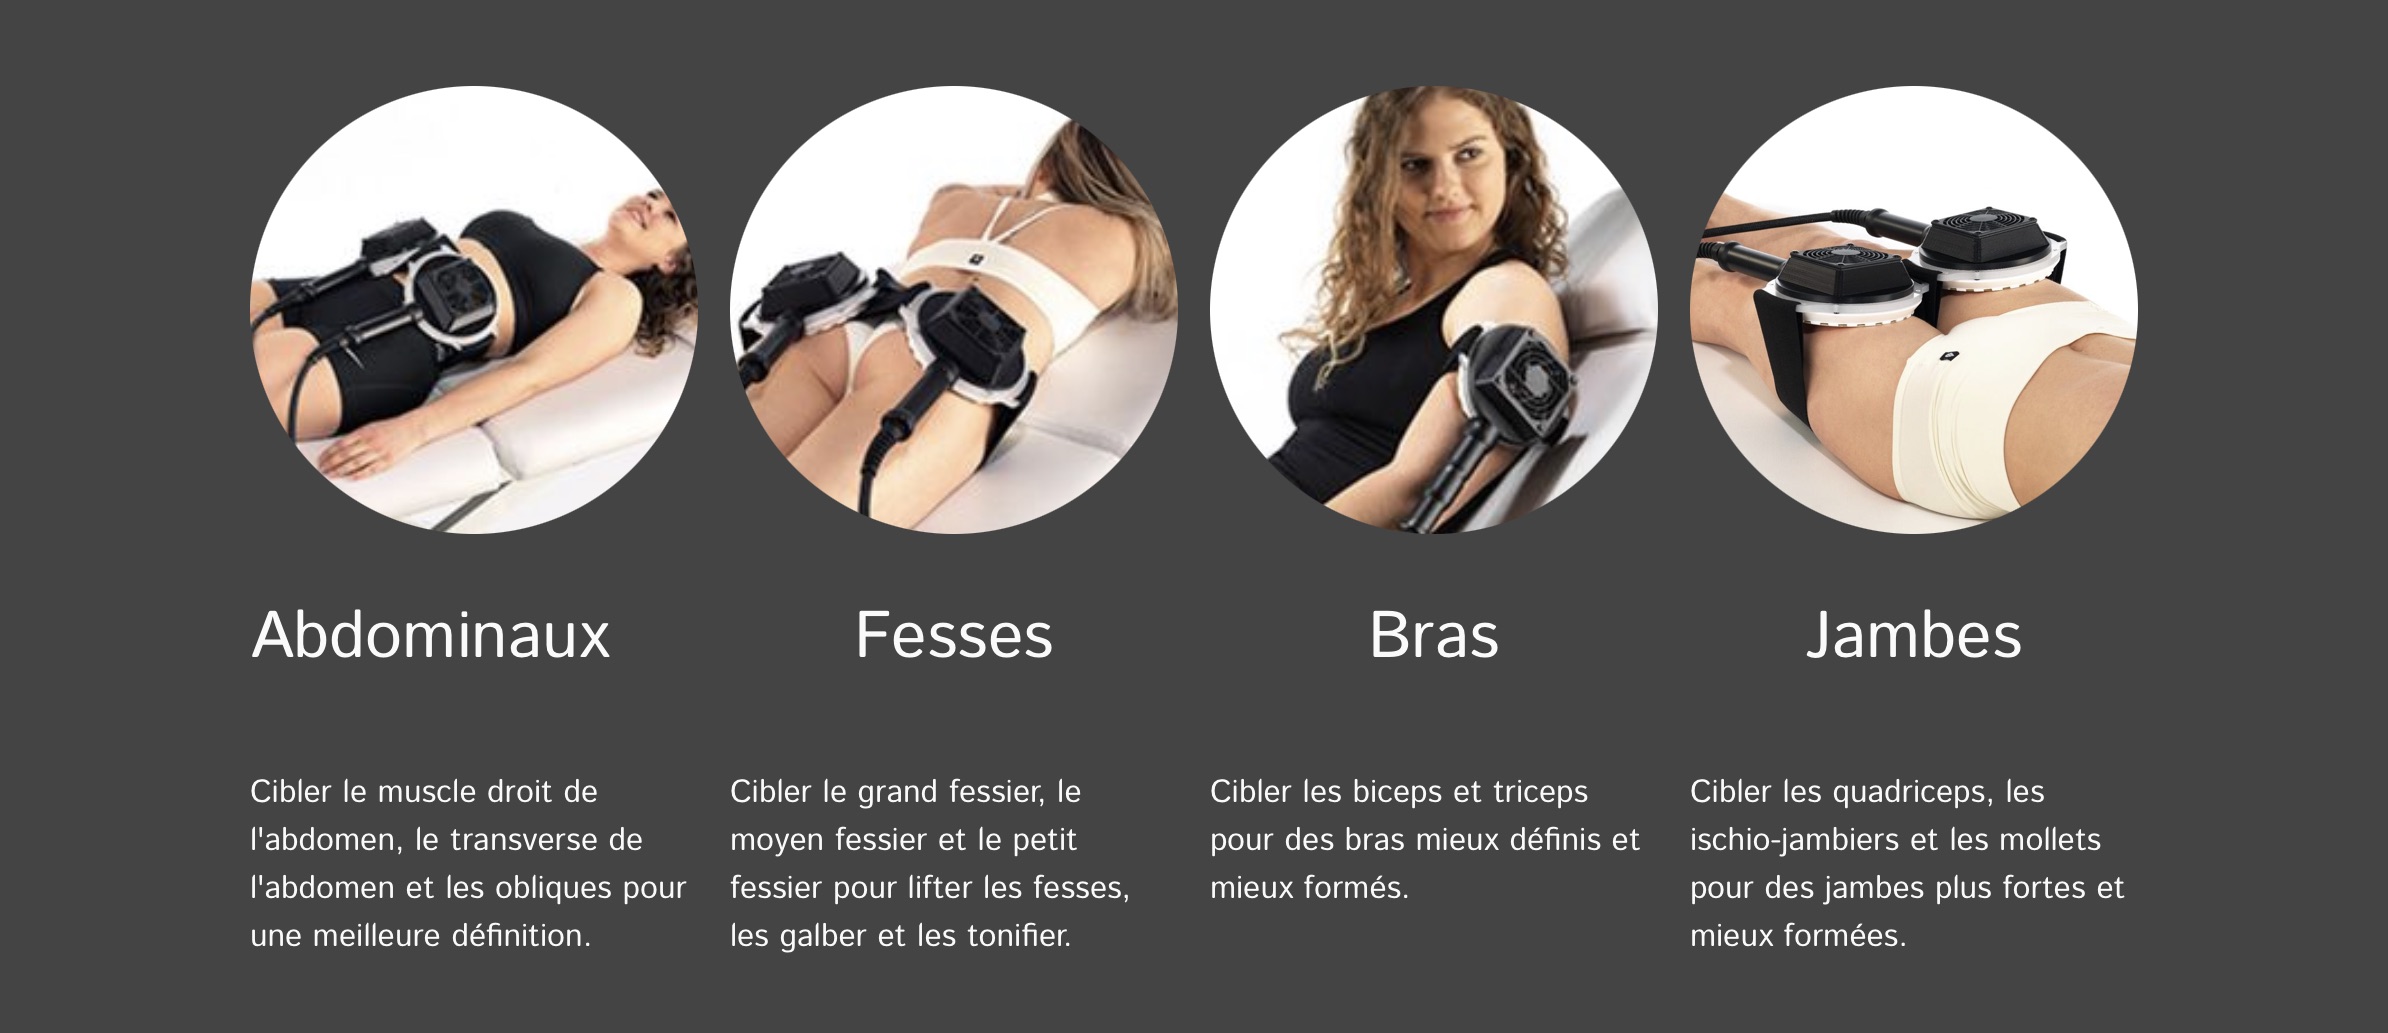 Abdominaux
Cibler le muscle droit de
l'abdomen, le transverse de
l'abdomen et les obliques pour
une meilleure définition.
Fesses
Cibler le grand fessier, le
moyen fessier et le petit
fessier pour lifter les fesses,
les galber et les tonifier.
Bras
Cibler les biceps et triceps
pour des bras mieux définis et
mieux formés.
Jambes
Cibler les quadriceps, les
ischio-jambiers et les mollets
pour des jambes plus fortes et
mieux formées.